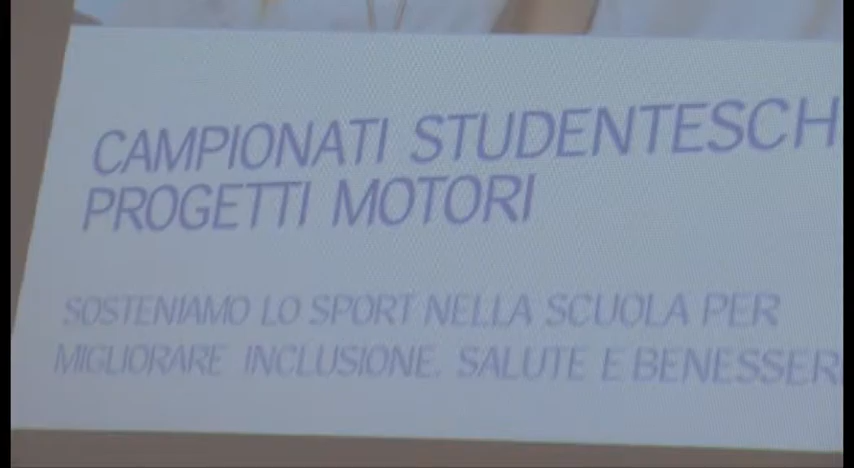 CAMPIONATI STUDENTESCH
PROGETTI MOTORI
SOSTENIAMO LO SPORT NELLA SCUOLA PER
MIGLIORARE INCLUSIONE, SALUTE E BENESSER